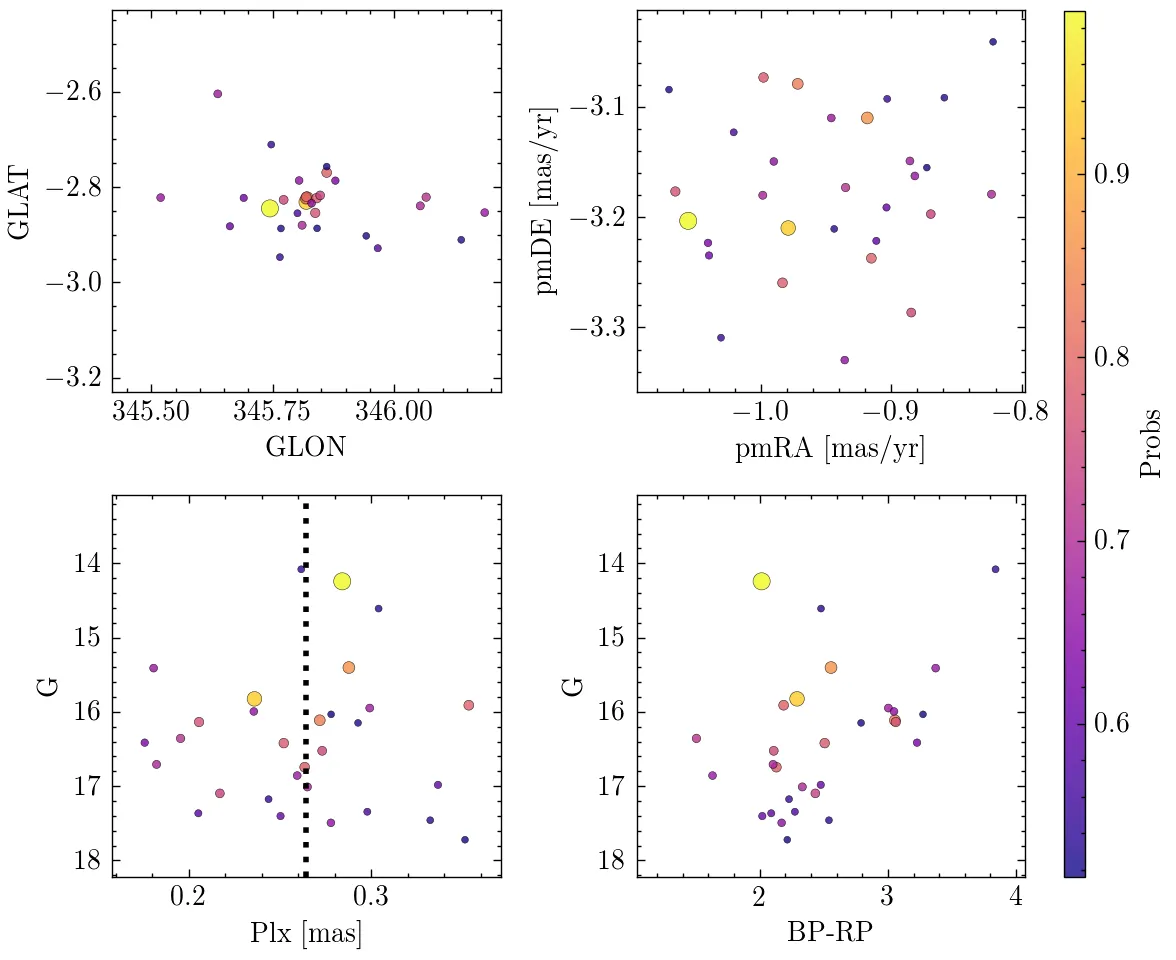 GLAT
−2.6
−2.8
−3.0
−3.2
345.50 345.75 346.00
GLON
pmDE [mas/yr]
−3.1
−3.2
−3.3
−1.0 −0.9 −0.8
pmRA [mas/yr]
G
14
15
16
17
18
0.2 0.3
Plx [mas]
G
14
15
16
17
18
2 3 4
BP-RP
0.9
0.8
0.7
0.6
Probs